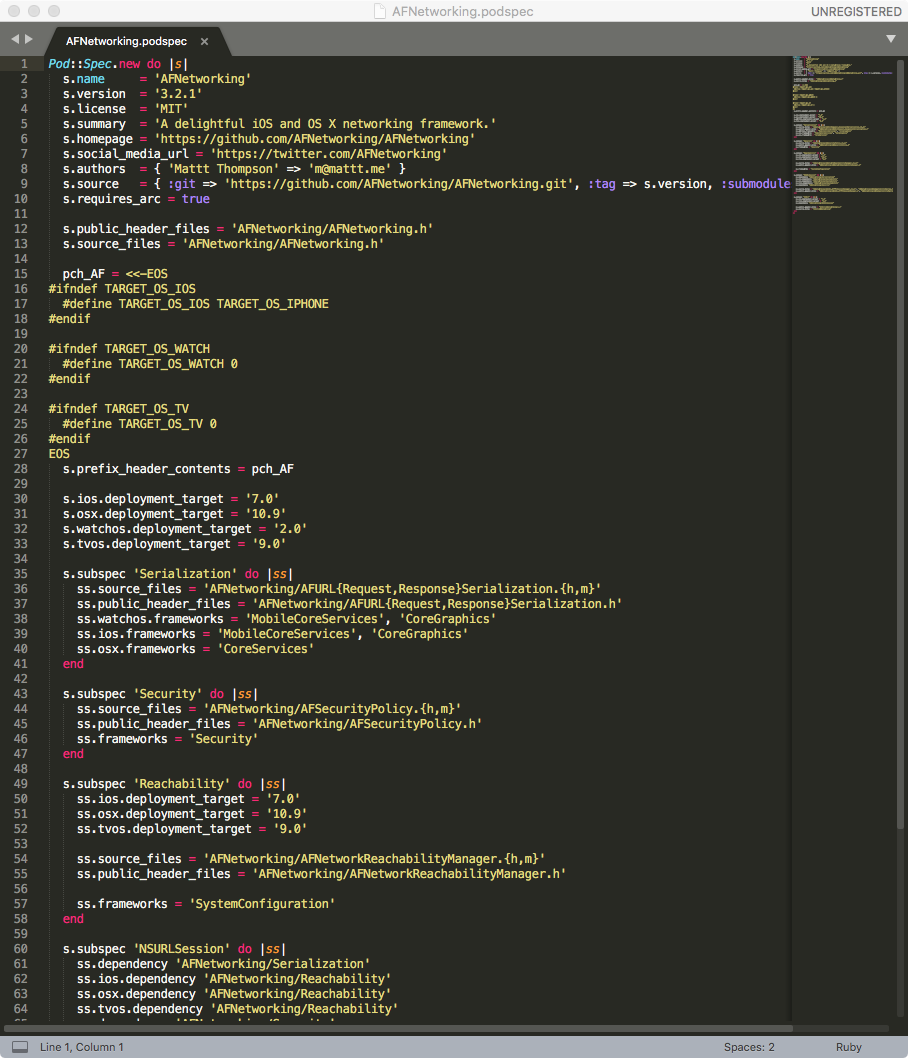 AFNetworking.podspec
UNREGISTERED
AFNetworking.podspec ×
1 Pod::Spec.new do |s|
2 s.name     = 'AFNetworking'
3 s.version  = '3.2.1'
4 s.license  = 'MIT'
5 s.summary  = 'A delightful iOS and OS X networking framework.'
6 s.homepage = 'https://github.com/AFNetworking/AFNetworking'
7 s.social_media_url = 'https://twitter.com/AFNetworking'
8 s.authors  = { 'Mattt Thompson' => 'm@mattt.me' }
9 s.source   = { :git => 'https://github.com/AFNetworking/AFNetworking.git', :tag => s.version, :submodule
10 s.requires_arc = true
11
12 s.public_header_files = 'AFNetworking/AFNetworking.h'
13 s.source_files = 'AFNetworking/AFNetworking.h'
14
15 pch_AF = <<-EOS
16 #ifndef TARGET_OS_IOS
17 #define TARGET_OS_IOS TARGET_OS_IPHONE
18 #endif
19
20 #ifndef TARGET_OS_WATCH
21 #define TARGET_OS_WATCH 0
22 #endif
23
24 #ifndef TARGET_OS_TV
25 #define TARGET_OS_TV 0
26 #endif
27 EOS
28 s.prefix_header_contents = pch_AF
29
30 s.ios.deployment_target = '7.0'
31 s.osx.deployment_target = '10.9'
32 s.watchos.deployment_target = '2.0'
33 s.tvos.deployment_target = '9.0'
34
35 s.subspec 'Serialization' do |ss|
36 ss.source_files = 'AFNetworking/AFURL{Request,Response}Serialization.{h,m}'
37 ss.public_header_files = 'AFNetworking/AFURL{Request,Response}Serialization.h'
38 ss.watchos.frameworks = 'MobileCoreServices', 'CoreGraphics'
39 ss.ios.frameworks = 'MobileCoreServices', 'CoreGraphics'
40 ss.osx.frameworks = 'CoreServices'
41 end
42
43 s.subspec 'Security' do |ss|
44 ss.source_files = 'AFNetworking/AFSecurityPolicy.{h,m}'
45 ss.public_header_files = 'AFNetworking/AFSecurityPolicy.h'
46 ss.frameworks = 'Security'
47 end
48
49 s.subspec 'Reachability' do |ss|
50 ss.ios.deployment_target = '7.0'
51 ss.osx.deployment_target = '10.9'
52 ss.tvos.deployment_target = '9.0'
53
54 ss.source_files = 'AFNetworking/AFNetworkReachabilityManager.{h,m}'
55 ss.public_header_files = 'AFNetworking/AFNetworkReachabilityManager.h'
56
57 ss.frameworks = 'SystemConfiguration'
58 end
59
60 s.subspec 'NSURLSession' do |ss|
61 ss.dependency 'AFNetworking/Serialization'
62 ss.ios.dependency 'AFNetworking/Reachability'
63 ss.osx.dependency 'AFNetworking/Reachability'
64 ss.tvos.dependency 'AFNetworking/Reachability'
Line 1, Column 1
Spaces: 2
Ruby